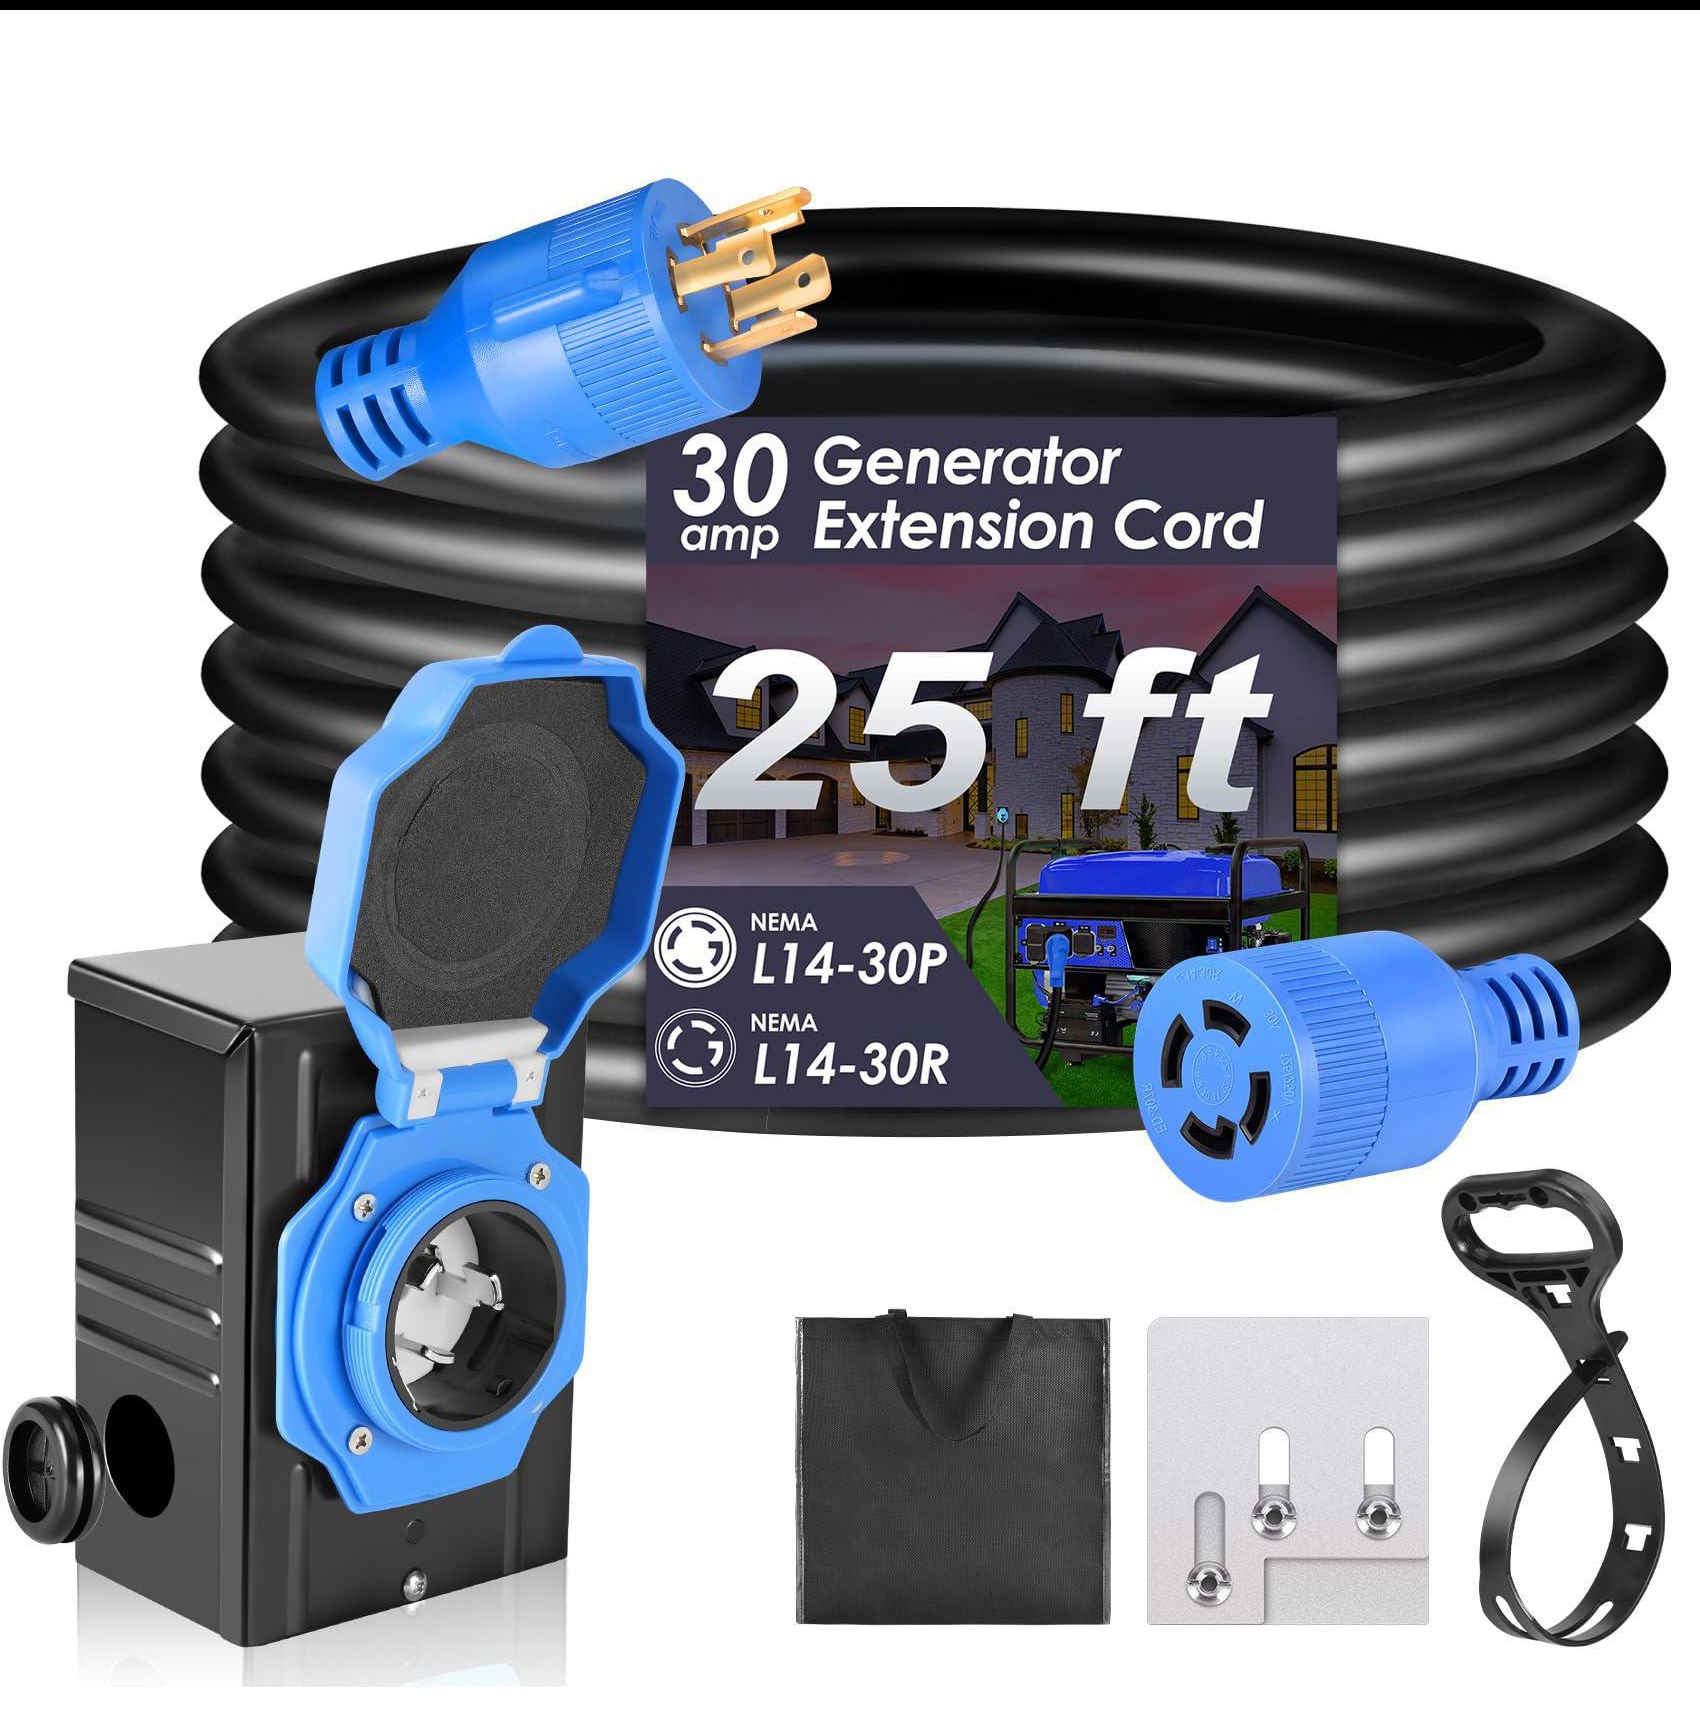 30
amp
Generator
Extension Cord
25 ft
NEMA
L14-30P
NEMA
L14-30R